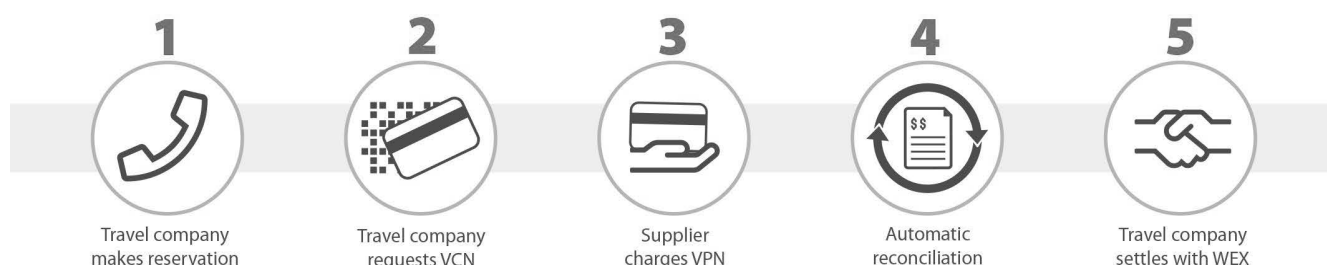 1
2
3
4
5
$$
Travel company
makes reservation
Travel company
requests VCN
Supplier
charges VPN
Automatic
reconciliation
Travel company
settles with WEX